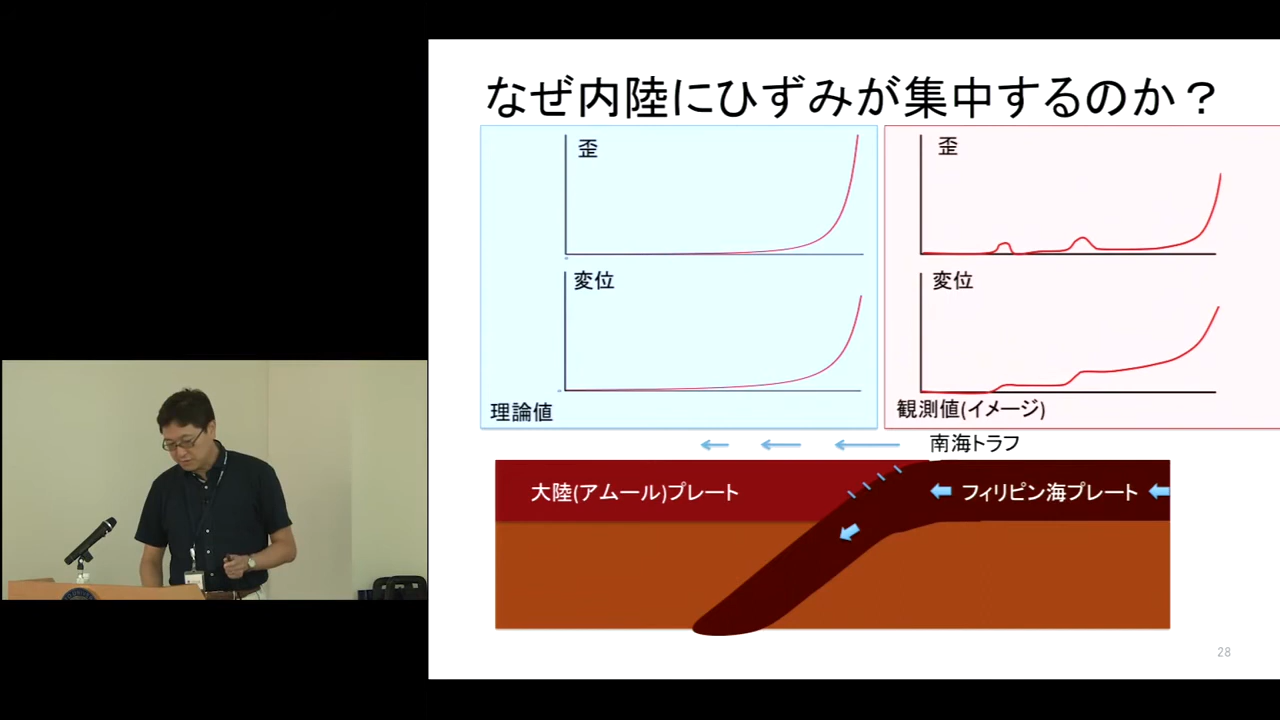 なぜ内陸にひずみが集中するのか？
歪
変位
理論値
歪
変位
観測値(イメージ)
南海トラフ
大陸(アムール)プレート
フィリピン海プレート
28